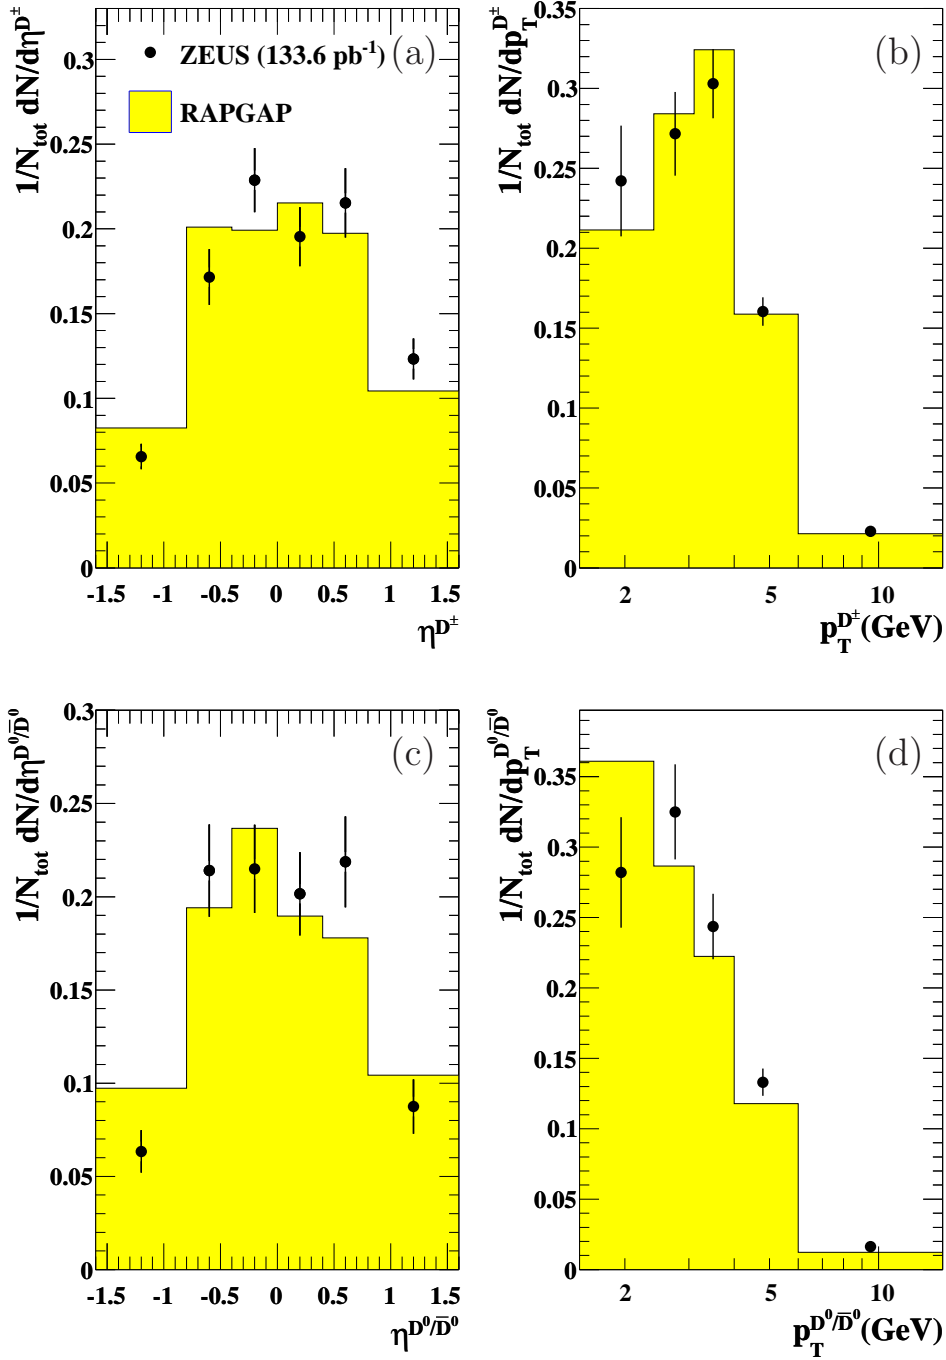 1/N_tot dN/dη^D±
ZEUS (133.6 pb⁻¹) (a)
RAPGAP
0.3
0.25
0.2
0.15
0.1
0.05
0
-1.5 -1 -0.5 0 0.5 1 1.5
η^D±
1/N_tot dN/dp_T^D±
(b)
0.35
0.3
0.25
0.2
0.15
0.1
0.05
0
2 5 10
p_T^D± (GeV)
1/N_tot dN/dη^D⁰/D̅⁰
(c)
0.3
0.25
0.2
0.15
0.1
0.05
0
-1.5 -1 -0.5 0 0.5 1 1.5
η^D⁰/D̅⁰
1/N_tot dN/dp_T^D⁰/D̅⁰
(d)
0.35
0.3
0.25
0.2
0.15
0.1
0.05
0
2 5 10
p_T^D⁰/D̅⁰ (GeV)